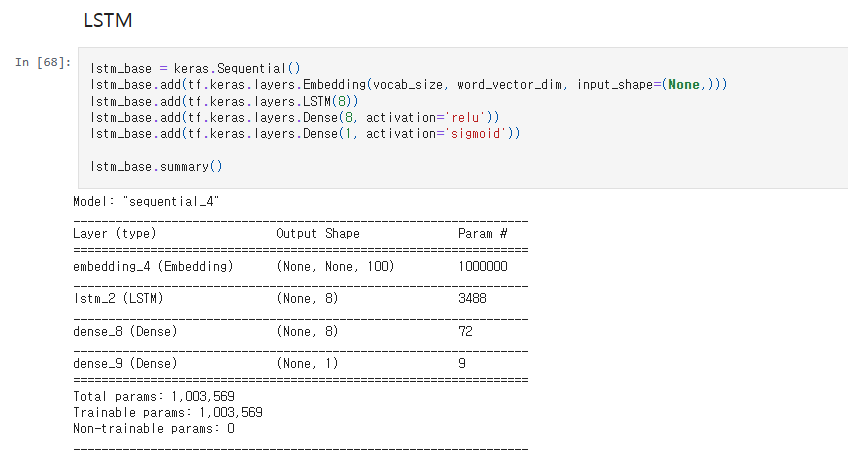 LSTM
In [68]:
lstm_base = keras.Sequential()
lstm_base.add(tf.keras.layers.Embedding(vocab_size, word_vector_dim, input_shape=(None,)))
lstm_base.add(tf.keras.layers.LSTM(8))
lstm_base.add(tf.keras.layers.Dense(8, activation='relu'))
lstm_base.add(tf.keras.layers.Dense(1, activation='sigmoid'))
lstm_base.summary()
Model: "sequential_4"
_________________________________________________________________
Layer (type)                 Output Shape              Param #
=================================================================
embedding_4 (Embedding)      (None, None, 100)         1000000
_________________________________________________________________
lstm_2 (LSTM)                (None, 8)                 3488
_________________________________________________________________
dense_8 (Dense)              (None, 8)                 72
_________________________________________________________________
dense_9 (Dense)              (None, 1)                 9
=================================================================
Total params: 1,003,569
Trainable params: 1,003,569
Non-trainable params: 0
_________________________________________________________________